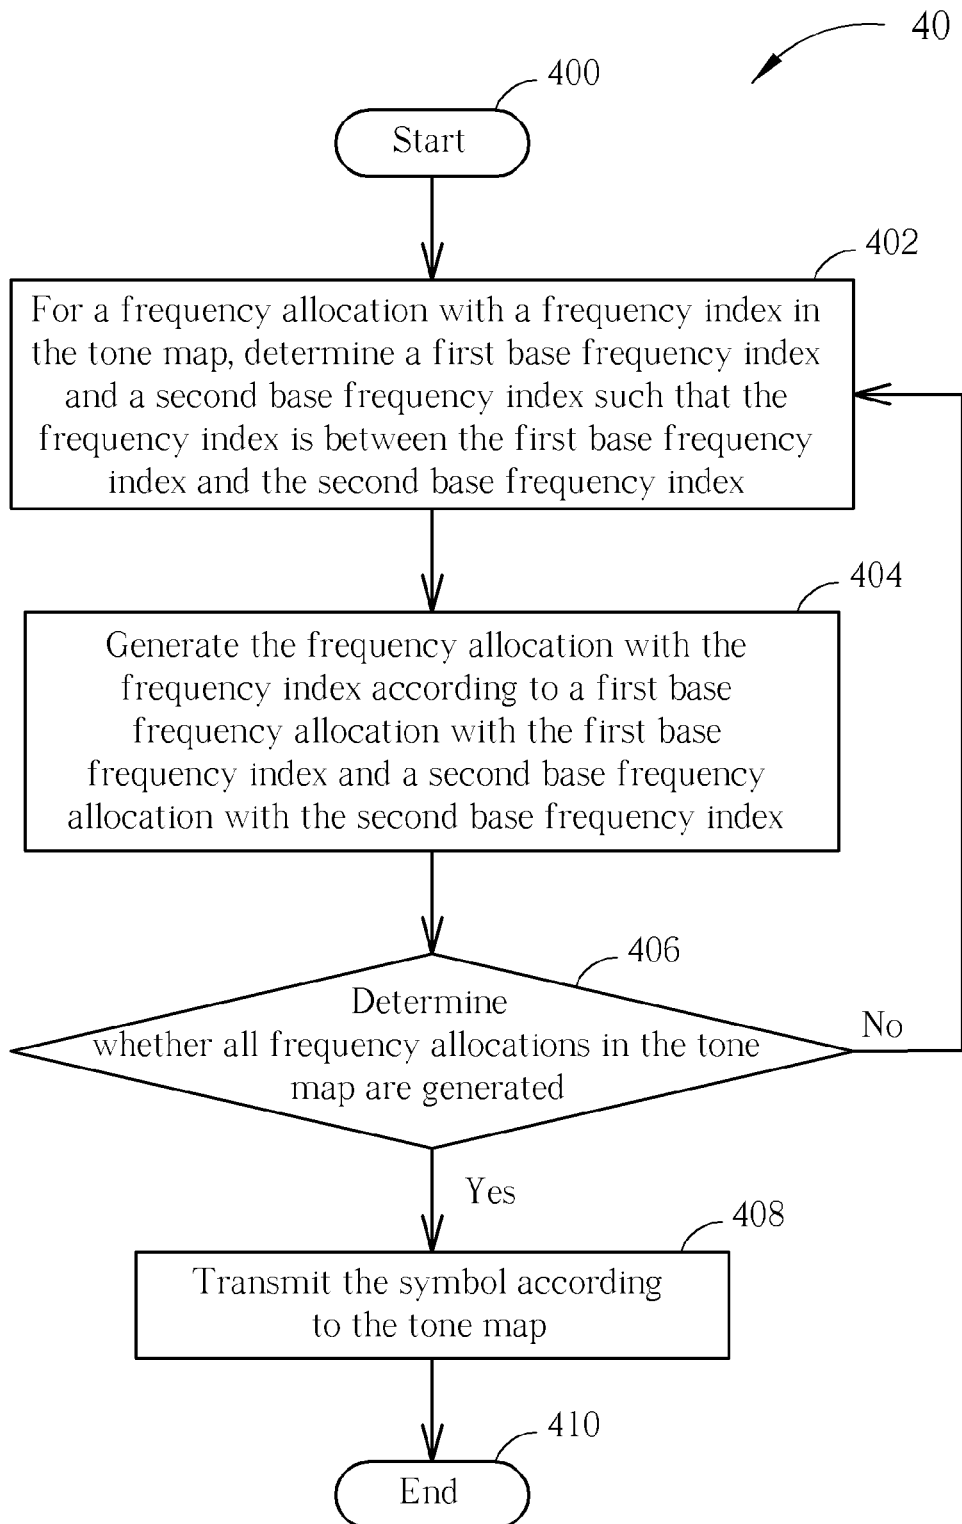 40
400
Start
402
For a frequency allocation with a frequency index in
the tone map, determine a first base frequency index
and a second base frequency index such that the
frequency index is between the first base frequency
index and the second base frequency index
404
Generate the frequency allocation with the
frequency index according to a first base
frequency allocation with the first base
frequency index and a second base frequency
allocation with the second base frequency index
406
Determine
whether all frequency allocations in the tone
map are generated
No
Yes
408
Transmit the symbol according
to the tone map
410
End